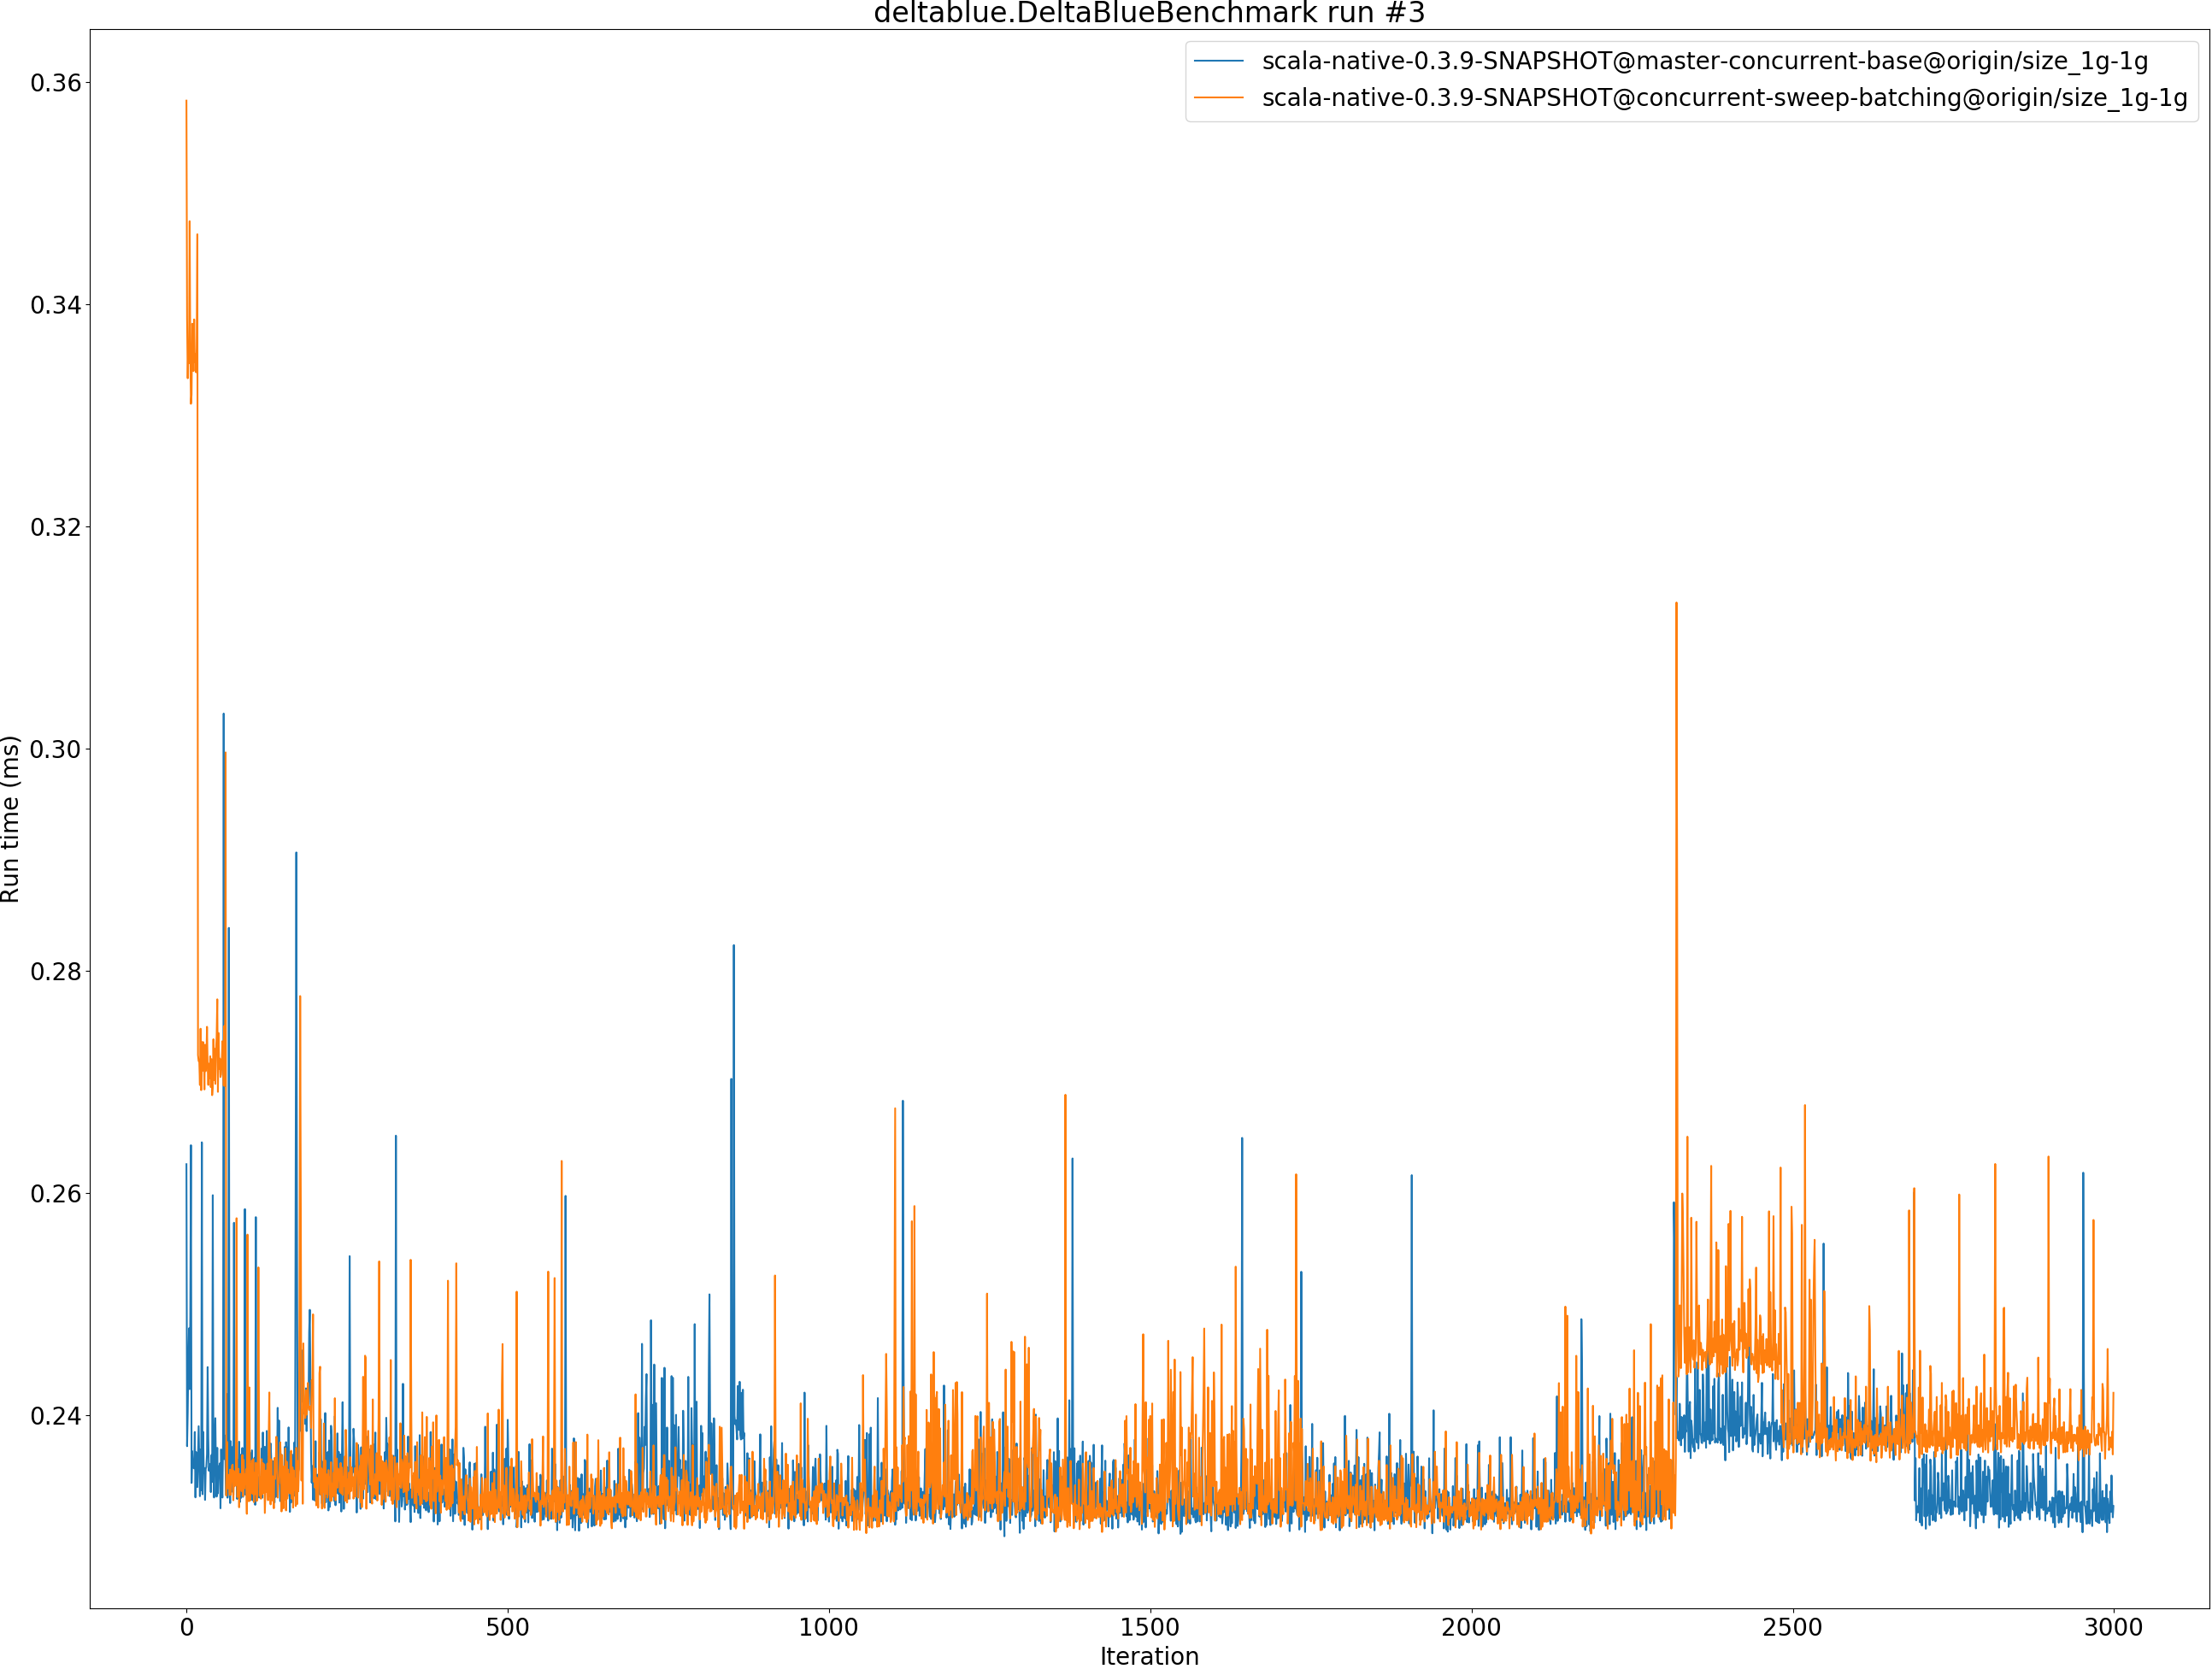 deltablue.DeltaBlueBenchmark run #3
scala-native-0.3.9-SNAPSHOT@master-concurrent-base@origin/size_1g-1g
scala-native-0.3.9-SNAPSHOT@concurrent-sweep-batching@origin/size_1g-1g
0.36
0.34
0.32
0.30
0.28
0.26
0.24
Run time (ms)
0 500 1000 1500 2000 2500 3000
Iteration